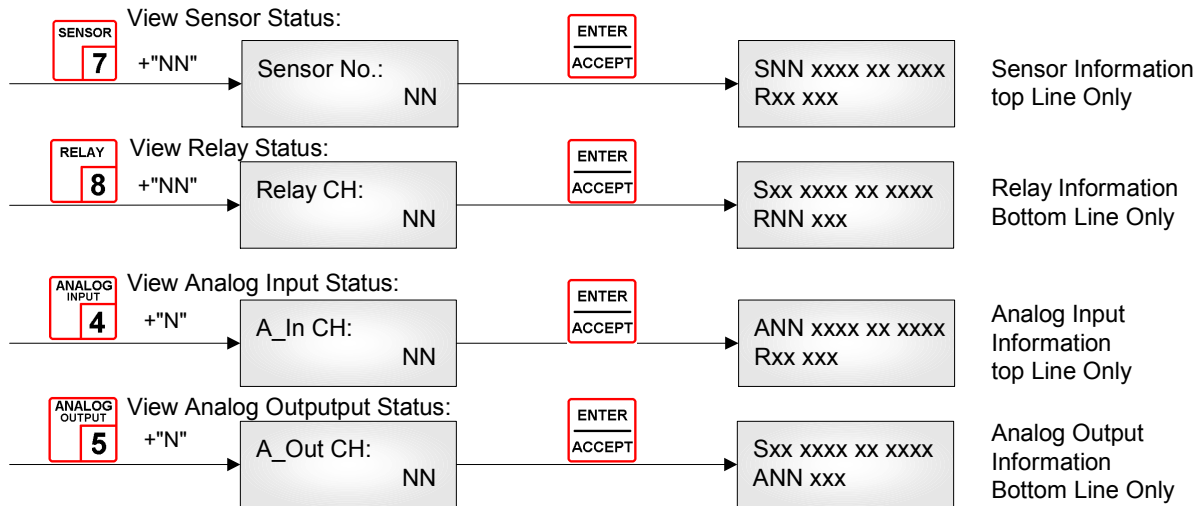 View Sensor Status:
SENSOR
7
+"NN"
Sensor No.:
NN
ENTER
ACCEPT
SNN xxxx xx xxxx
Rxx xxx
Sensor Information
top Line Only
View Relay Status:
RELAY
8
+"NN"
Relay CH:
NN
ENTER
ACCEPT
Sxx xxxx xx xxxx
RNN xxx
Relay Information
Bottom Line Only
View Analog Input Status:
ANALOG
INPUT
4
+"N"
A_In CH:
NN
ENTER
ACCEPT
ANN xxxx xx xxxx
Rxx xxx
Analog Input
Information
top Line Only
View Analog Outputput Status:
ANALOG
OUTPUT
5
+"N"
A_Out CH:
NN
ENTER
ACCEPT
Sxx xxxx xx xxxx
ANN xxx
Analog Output
Information
Bottom Line Only